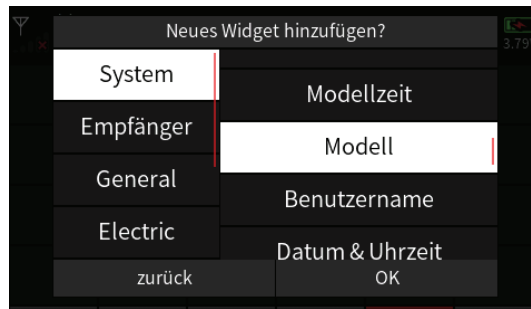 Neues Widget hinzufügen?
3.79
System
Modellzeit
Empfänger
Modell
General
Benutzername
Electric
Datum & Uhrzeit
zurück
OK